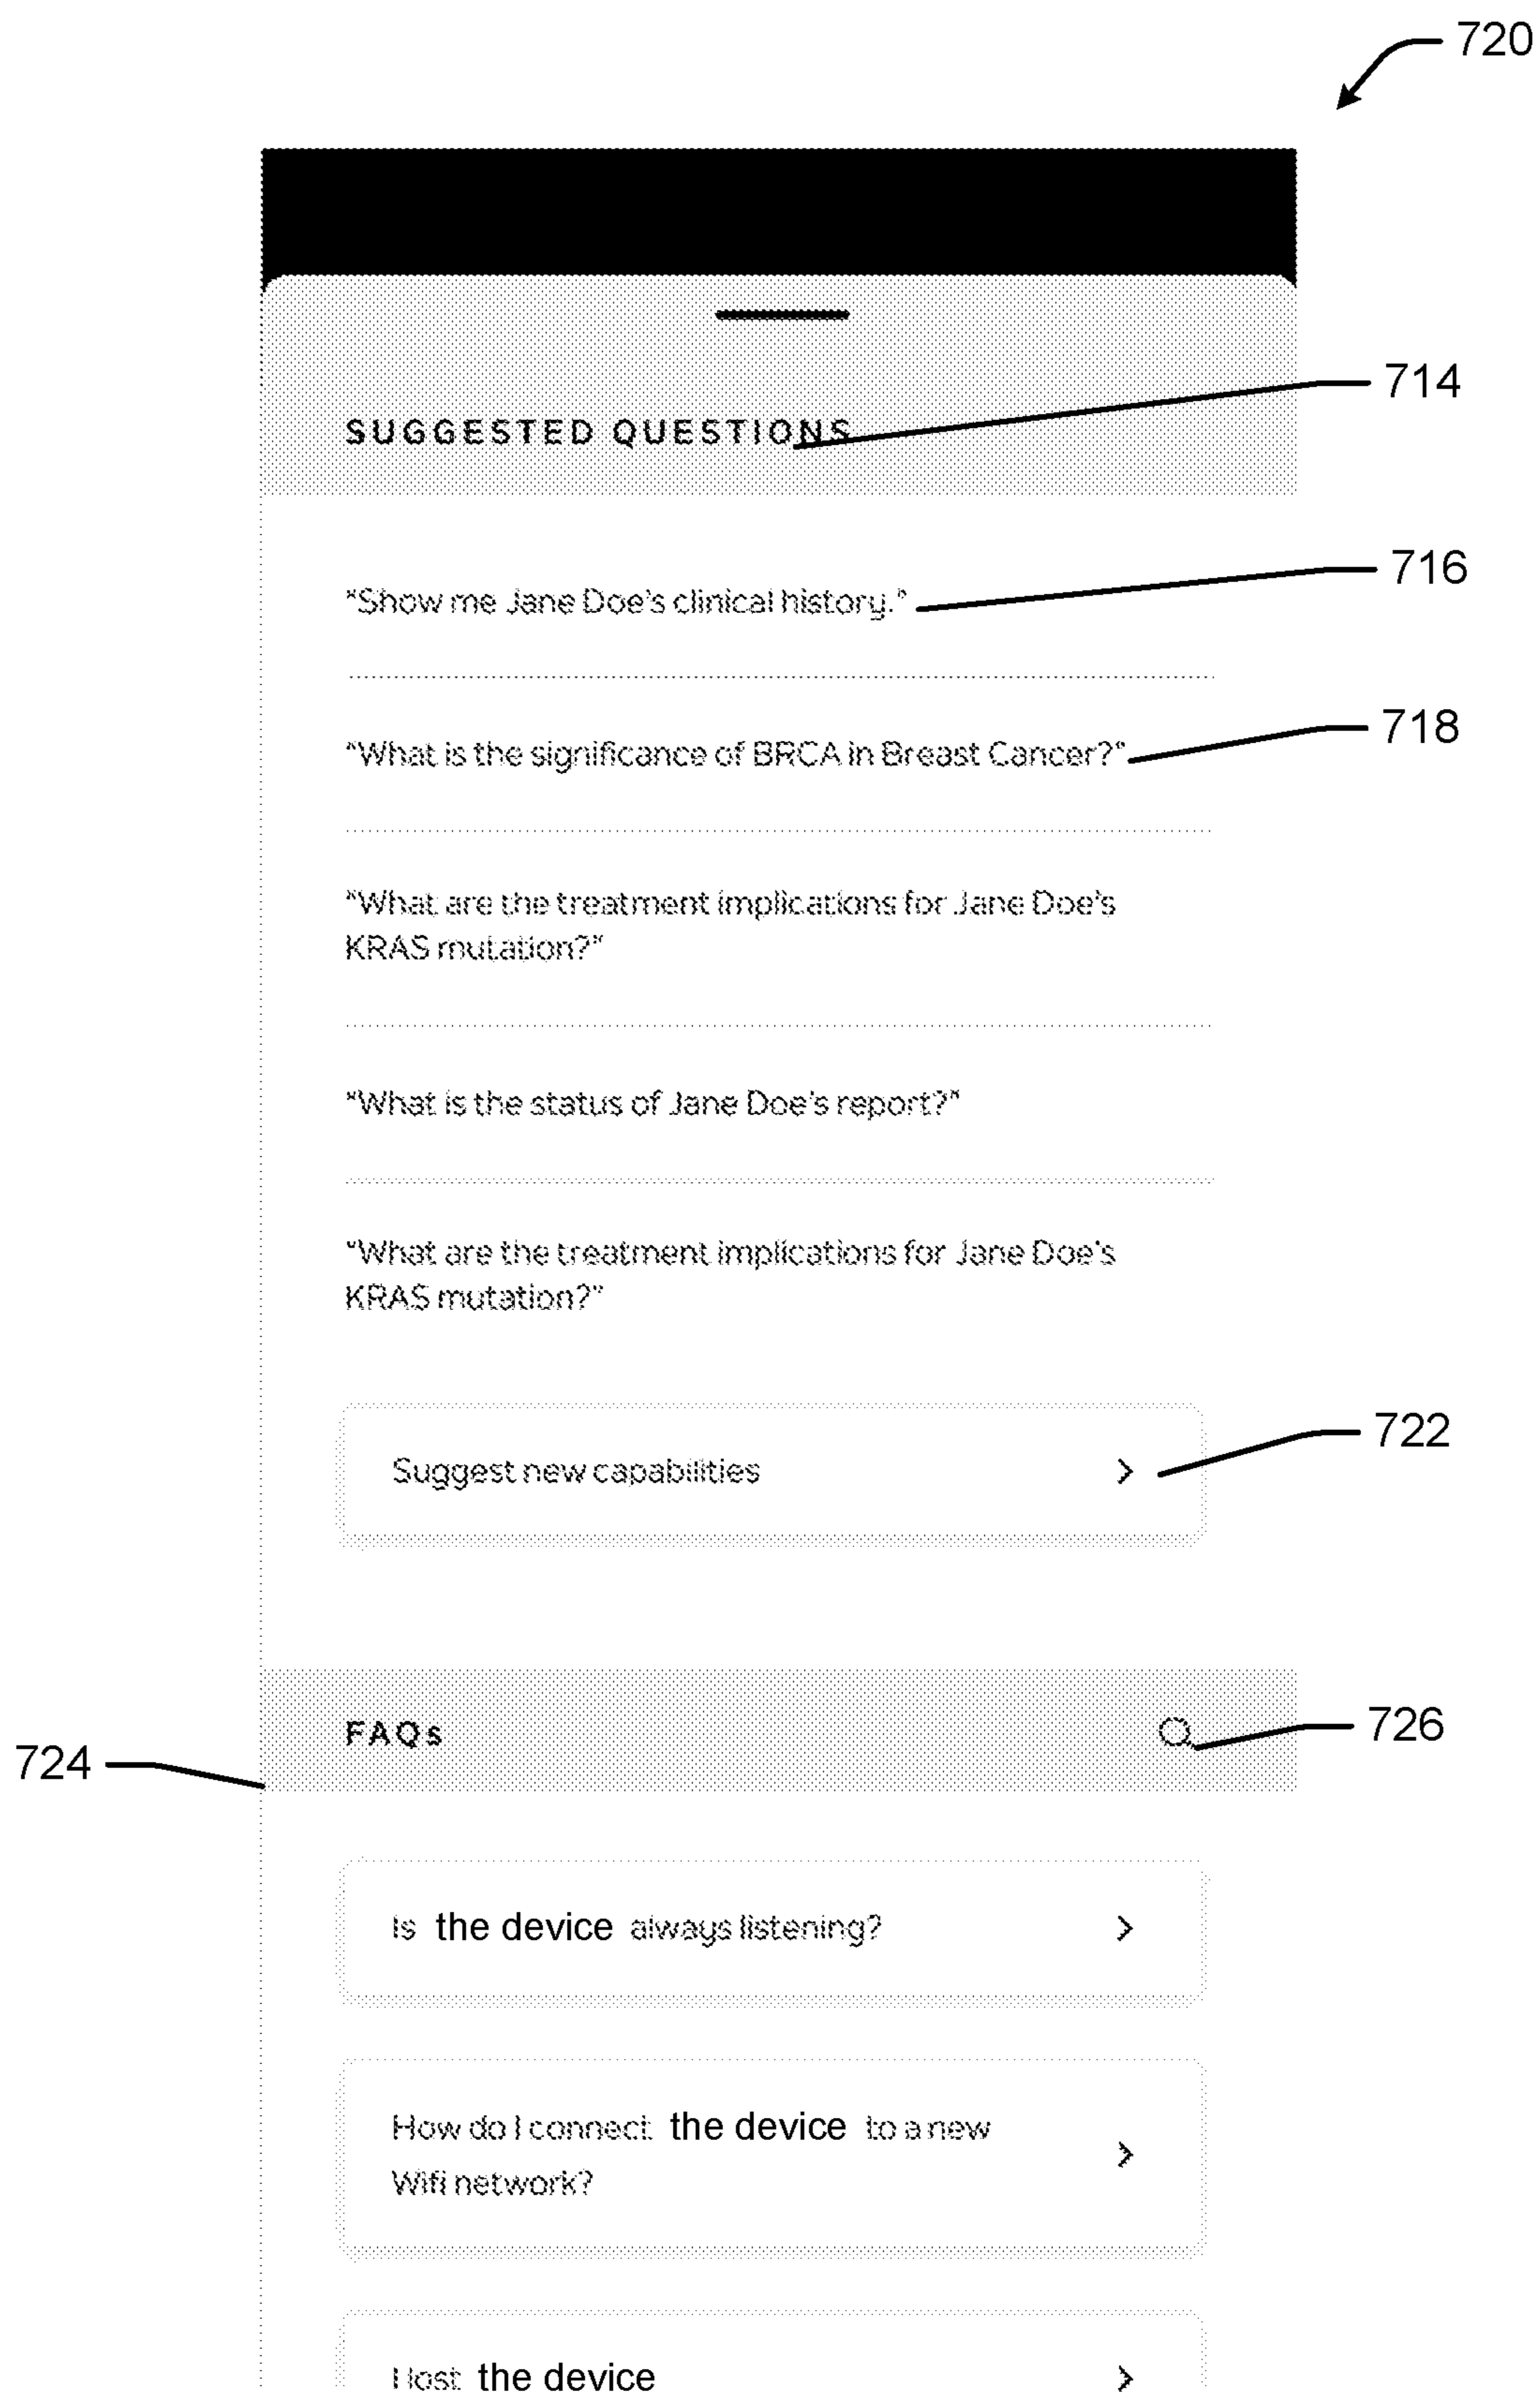 720
714
SUGGESTED QUESTIONS
716
"Show me Jane Doe's clinical history."
718
"What is the significance of BRCA in Breast Cancer?"
"What are the treatment implications for Jane Doe's
KRAS mutation?"
"What is the status of Jane Doe's report?"
"What are the treatment implications for Jane Doe's
KRAS mutation?"
722
Suggest new capabilities
726
FAQs
724
Is the device always listening?
How do I connect the device to a new
Wifi network?
I lost the device